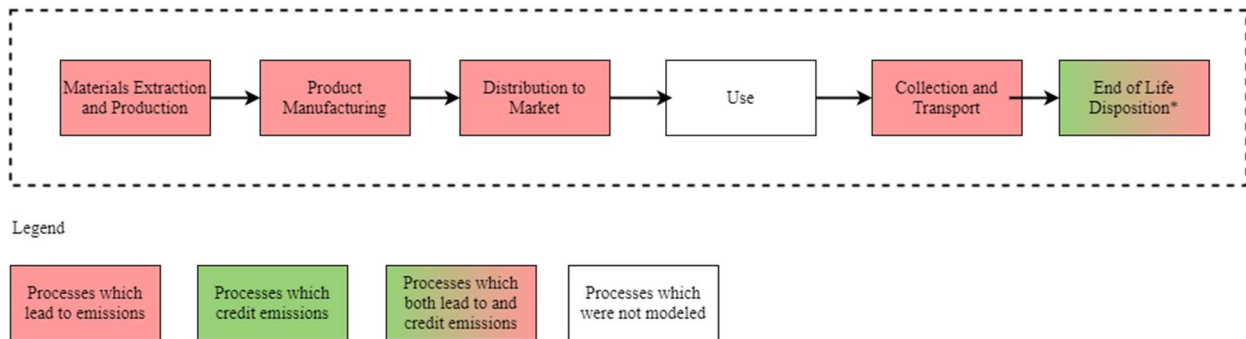 Materials Extraction
and Production
Product
Manufacturing
Distribution to
Market
Use
Collection and
Transport
End of Life
Disposition*
Legend
Processes which
lead to emissions
Processes which
credit emissions
Processes which
both lead to and
credit emissions
Processes which
were not modeled